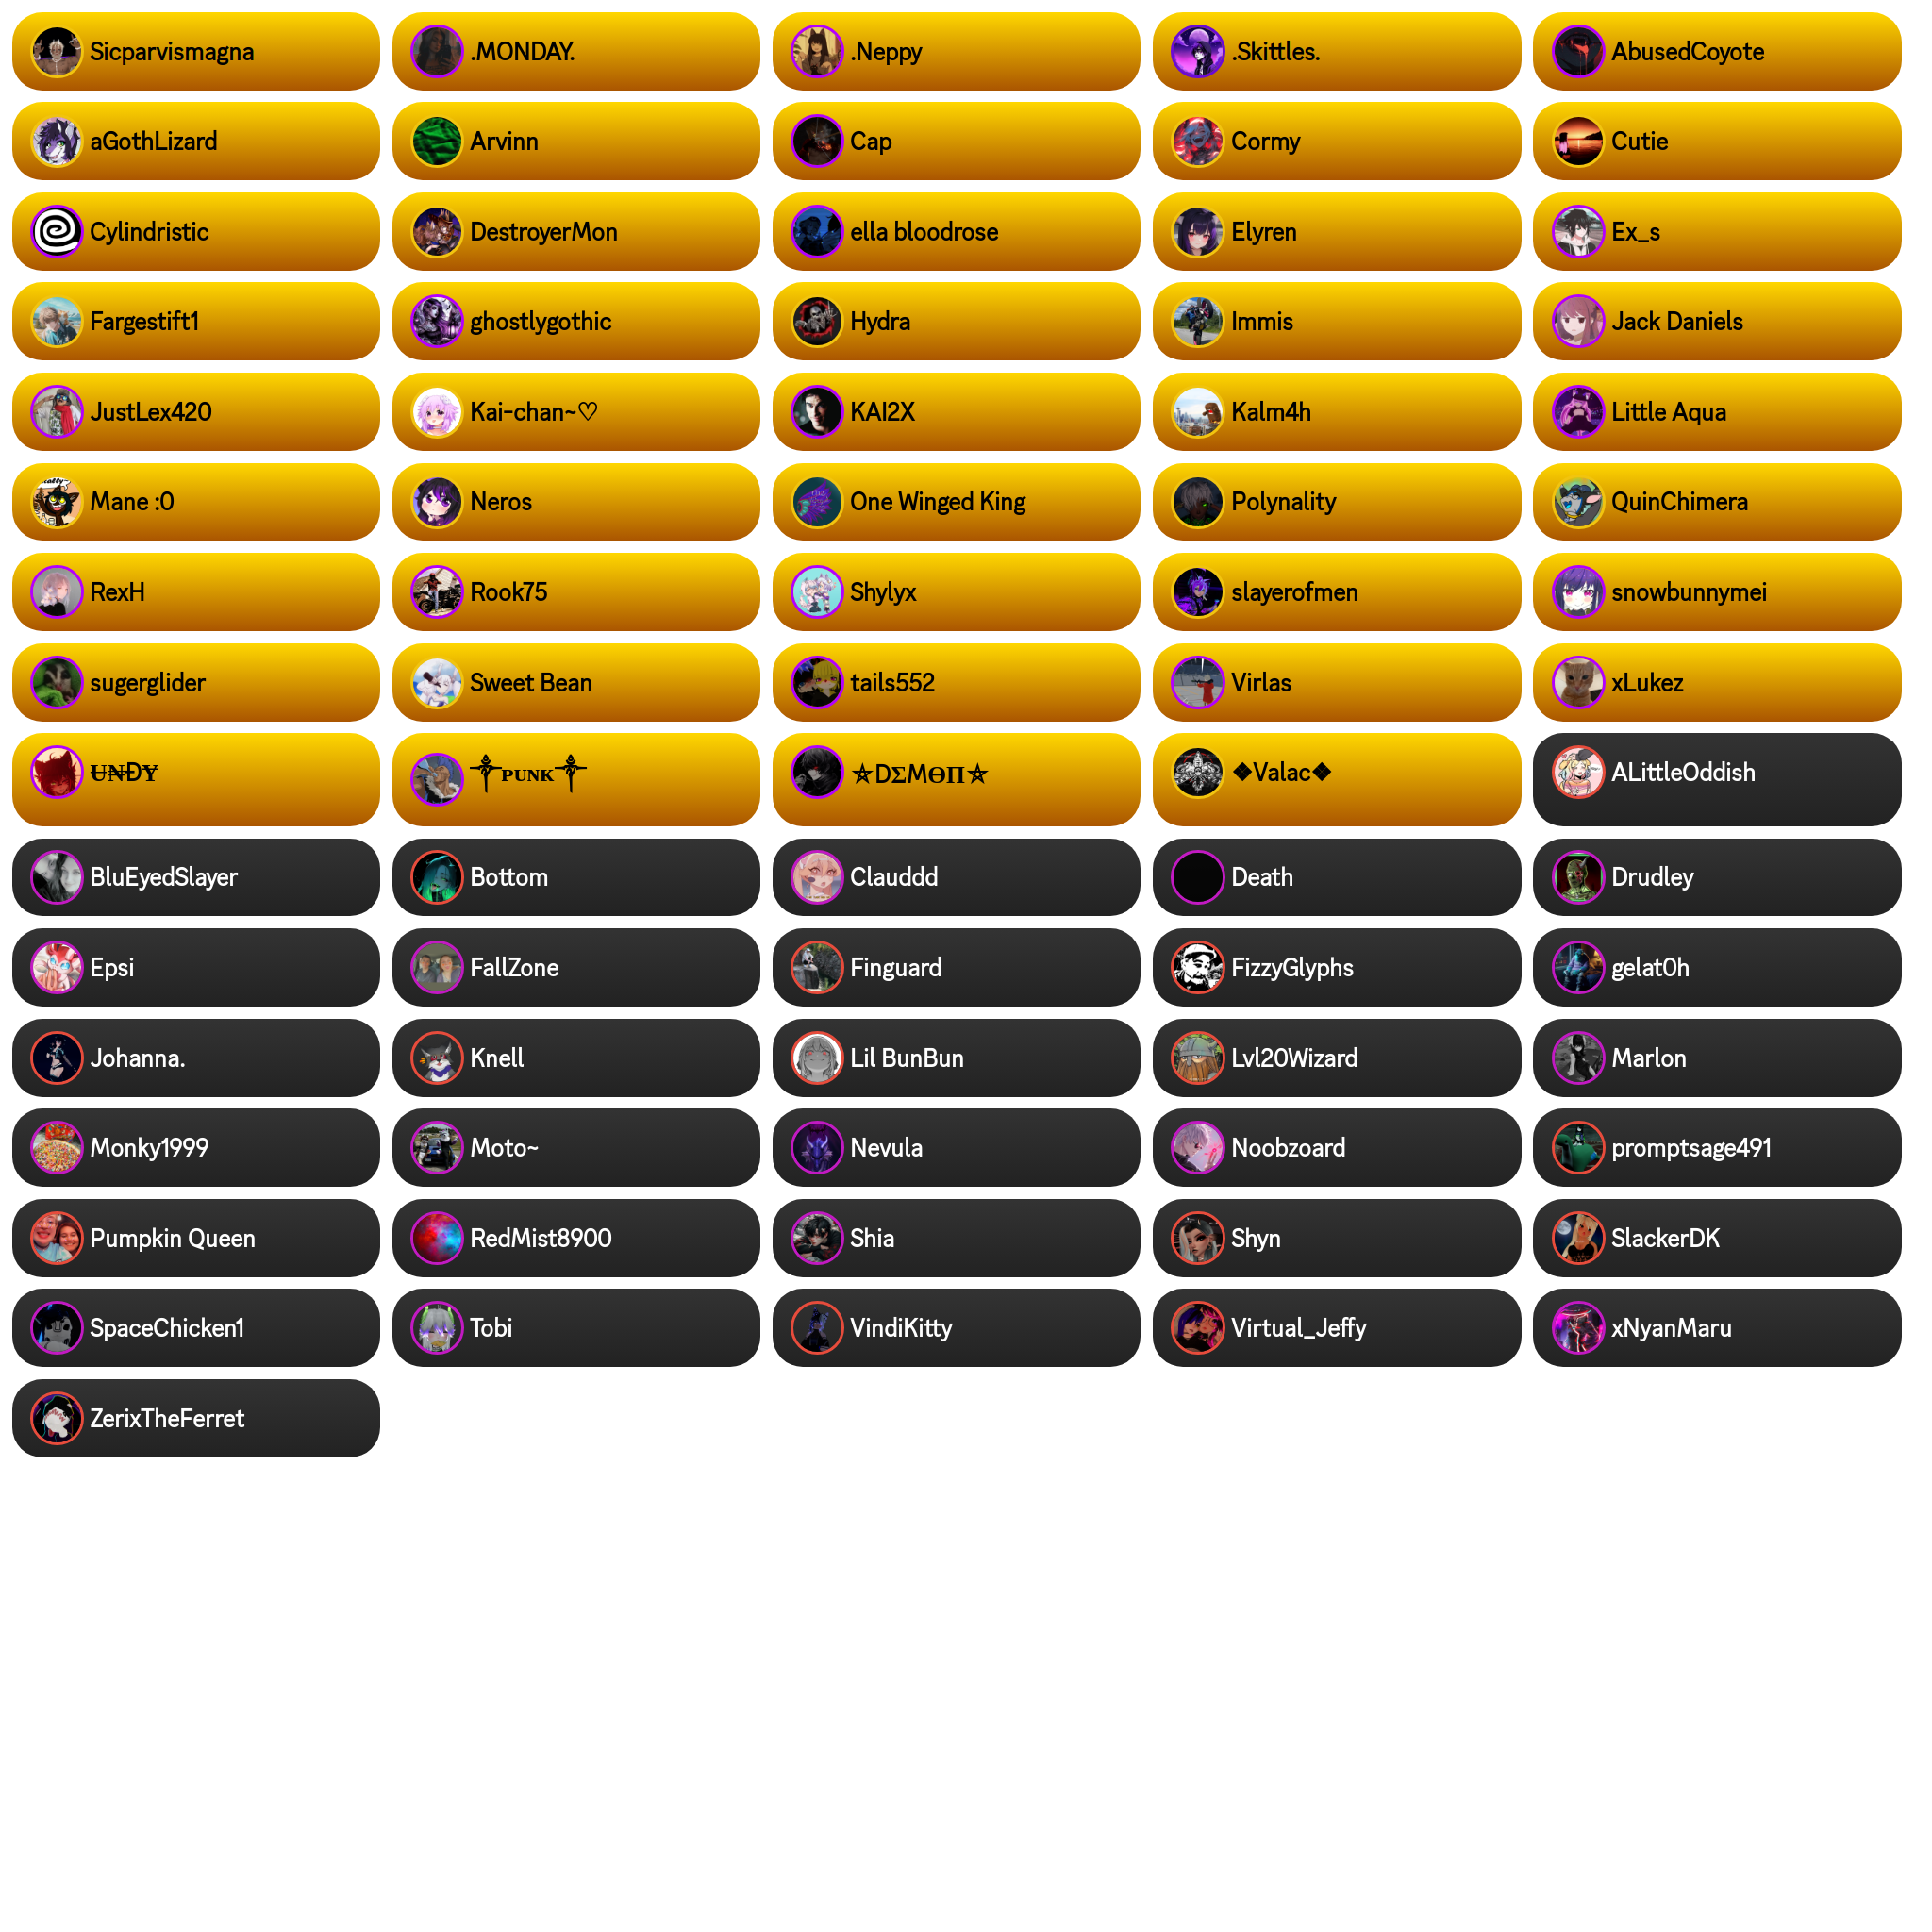 Sicparvismagna
.MONDAY.
.Neppy
.Skittles.
AbusedCoyote
aGothLizard
Arvinn
Cap
Cormy
Cutie
Cylindristic
DestroyerMon
ella bloodrose
Elyren
Ex_s
Fargestift1
ghostlygothic
Hydra
Immis
Jack Daniels
JustLex420
Kai-chan~♡
KAI2X
Kalm4h
Little Aqua
Mane :0
Neros
One Winged King
Polynality
QuinChimera
RexH
Rook75
Shylyx
slayerofmen
snowbunnymei
sugerglider
Sweet Bean
tails552
Virlas
xLukez
U̶₦ĐɎ
༒ᴘᴜɴᴋ༒
⛤DΣMӨП⛤
❖Valac❖
ALittleOddish
BluEyedSlayer
Bottom
Clauddd
Death
Drudley
Epsi
FallZone
Finguard
FizzyGlyphs
gelat0h
Johanna.
Knell
Lil BunBun
Lvl20Wizard
Marlon
Monky1999
Moto~
Nevula
Noobzoard
promptsage491
Pumpkin Queen
RedMist8900
Shia
Shyn
SlackerDK
SpaceChicken1
Tobi
VindiKitty
Virtual_Jeffy
xNyanMaru
ZerixTheFerret